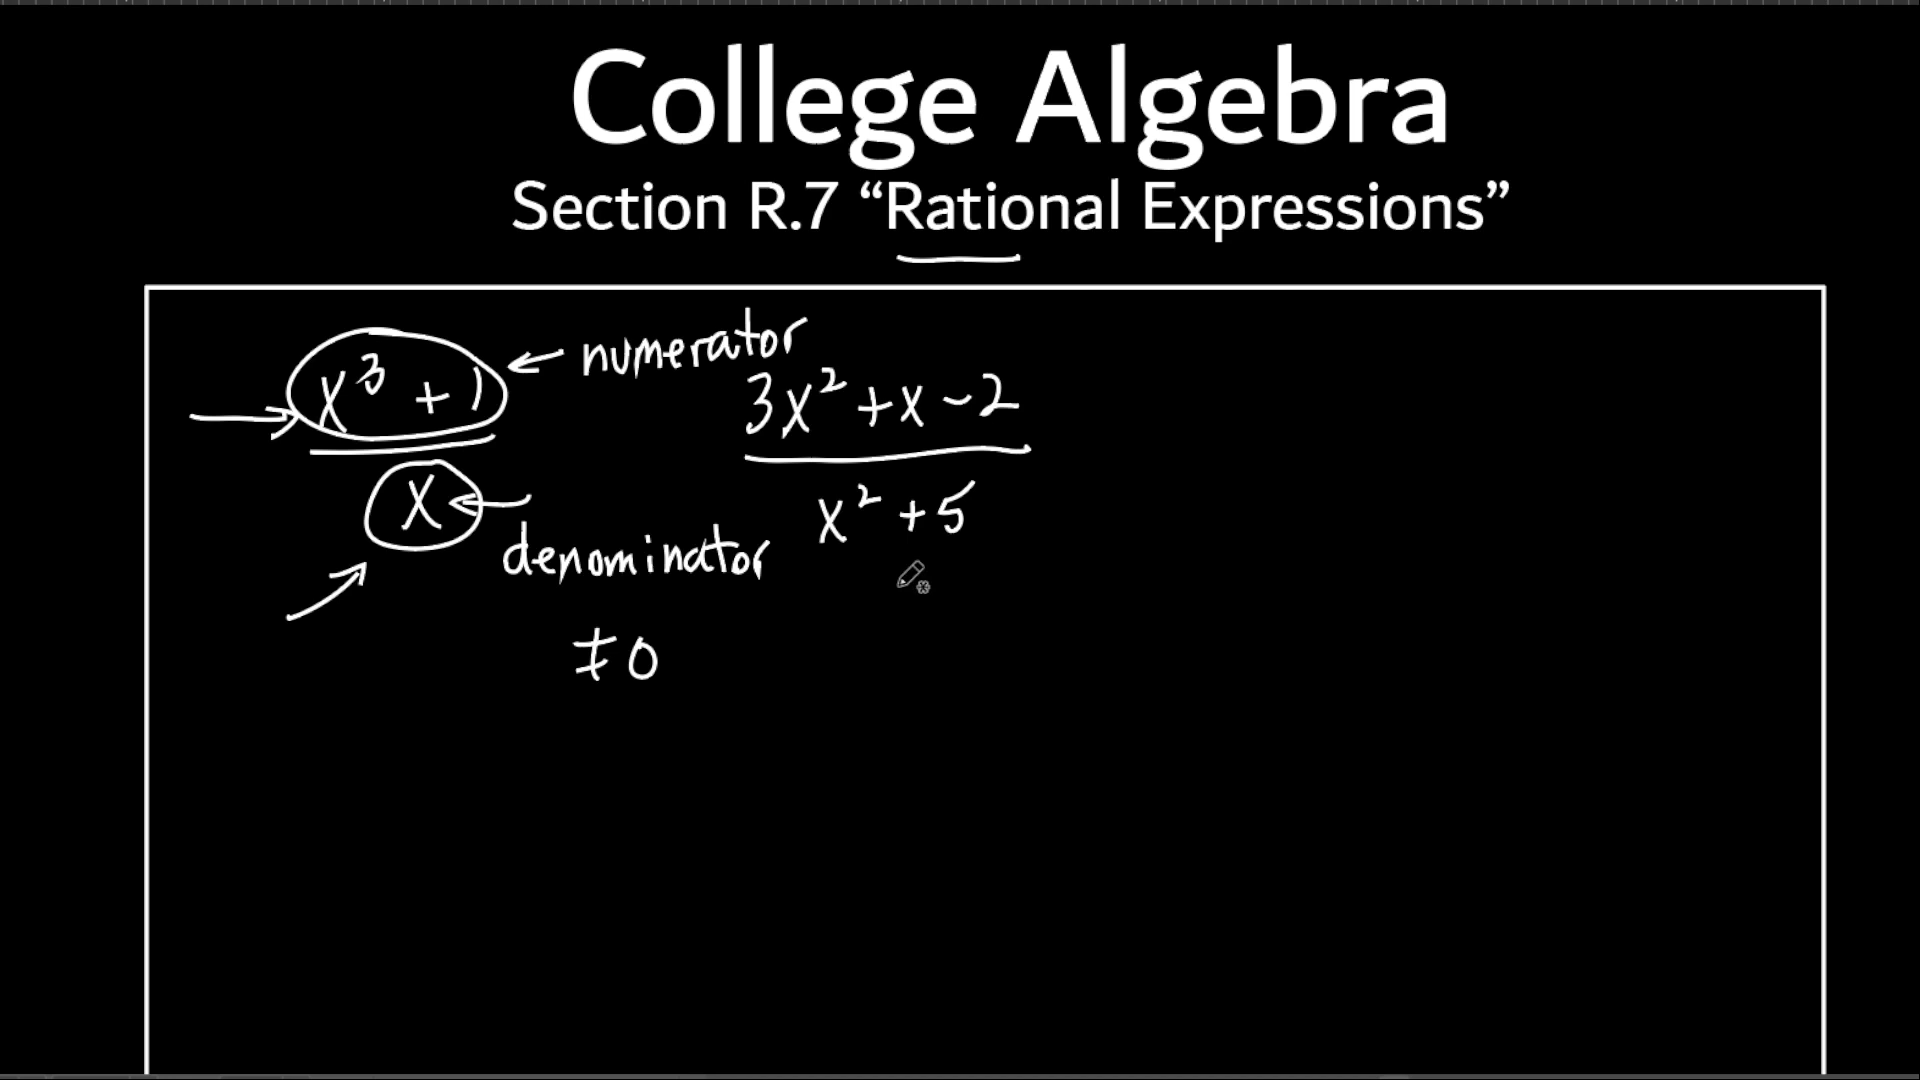 College Algebra
Section R.7 “Rational Expressions”
x³ + 1 ← numerator
x ← denominator
≠ 0
3x² + x - 2
x² + 5